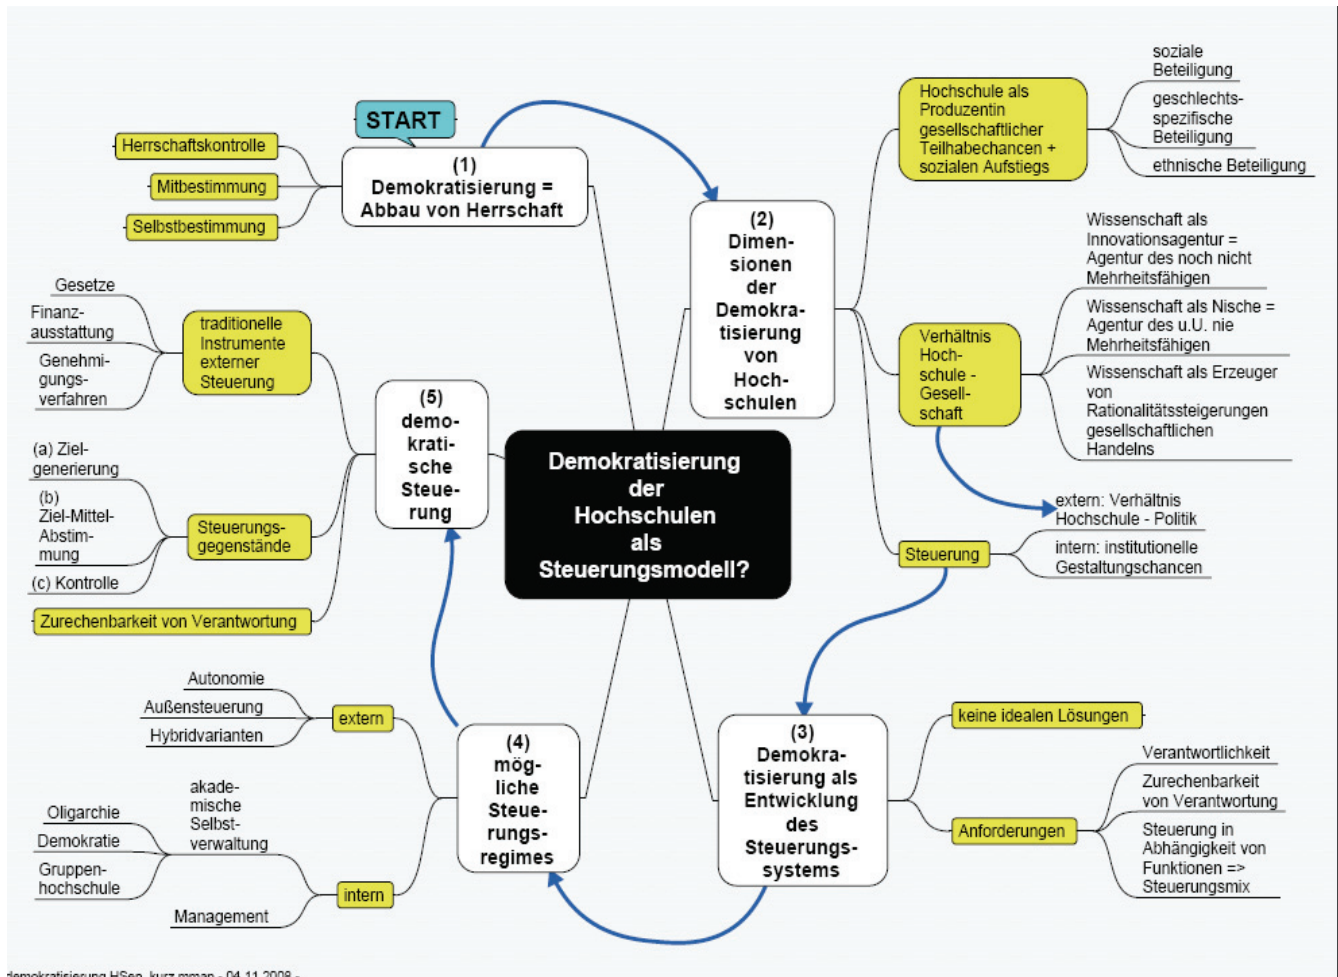 START
(1)
Demokratisierung =
Abbau von Herrschaft
Herrschaftskontrolle
Mitbestimmung
Selbstbestimmung
(2)
Dimen-
sionen
der
Demokra-
tisierung
von
Hoch-
schulen
Hochschule als
Produzentin
gesellschaftlicher
Teilhabechancen +
sozialen Aufstiegs
soziale
Beteiligung
geschlechts-
spezifische
Beteiligung
ethnische Beteiligung
Verhältnis
Hoch-
schule -
Gesell-
schaft
Wissenschaft als
Innovationsagentur =
Agentur des noch nicht
Mehrheitsfähigen
Wissenschaft als Nische =
Agentur des u.U. nie
Mehrheitsfähigen
Wissenschaft als Erzeuger
von
Rationalitätssteigerungen
gesellschaftlichen
Handelns
Steuerung
extern: Verhältnis
Hochschule - Politik
intern: institutionelle
Gestaltungschancen
Demokratisierung
der
Hochschulen
als
Steuerungsmodell?
(3)
Demokra-
tisierung als
Entwicklung
des
Steuerungs-
systems
keine idealen Lösungen
Anforderungen
Verantwortlichkeit
Zurechenbarkeit
von Verantwortung
Steuerung in
Abhängigkeit von
Funktionen =>
Steuerungsmix
(4)
mög-
liche
Steue-
rungs-
regimes
extern
Autonomie
Außensteuerung
Hybridvarianten
intern
akade-
mische
Selbst-
verwaltung
Oligarchie
Demokratie
Gruppen-
hochschule
Management
(5)
demo-
krati-
sche
Steue-
rung
traditionelle
Instrumente
externer
Steuerung
Gesetze
Finanz-
ausstattung
Genehmi-
gungs-
verfahren
Steuerungs-
gegenstände
(a) Ziel-
generierung
(b)
Ziel-Mittel-
Abstim-
mung
(c) Kontrolle
Zurechenbarkeit von Verantwortung
demokratisierung HSen_kurz.mmap - 04.11.2008 -